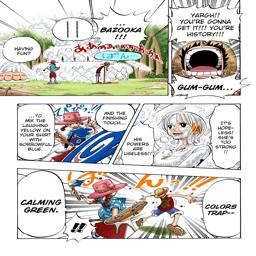 YARGH!!
YOU'RE GONNA
GET IT!!! YOU'RE
HISTORY!!!
GUM-GUM...
...
BAZOOKA
!!!
HAVING
FUN?
IT'S
HOPE-
LESS!
SHE'S
TOO
STRONG
!!
HIS
POWERS
ARE
USELESS!!
AND THE
FINISHING
TOUCH...
...TO
MIX THE
LAUGHING
YELLOW ON
YOUR SHIRT
WITH
SORROWFUL
BLUE.
COLORS
TRAP--
CALMING
GREEN.
!!